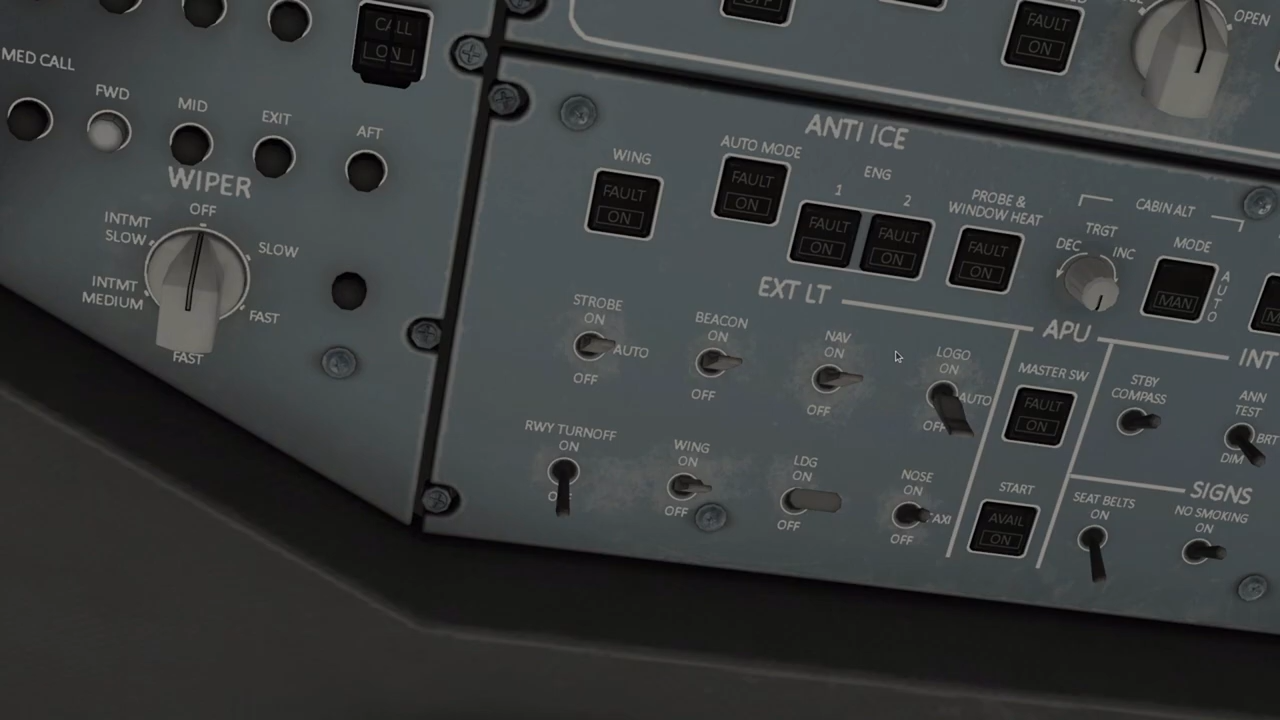 CALL
ON
MED CALL
FWD
MID
EXIT
AFT
WIPER
OFF
INTMT
SLOW
SLOW
INTMT
MEDIUM
FAST
FAST
FAULT
ON
OPEN
ANTI ICE
WING
FAULT
ON
AUTO MODE
FAULT
ON
ENG
1
2
FAULT
ON
FAULT
ON
PROBE &
WINDOW HEAT
FAULT
ON
CABIN ALT
TRGT
DEC
INC
MODE
MAN
AUTO
EXT LT
STROBE
ON
AUTO
OFF
BEACON
ON
OFF
NAV
ON
OFF
LOGO
ON
AUTO
OFF
RWY TURNOFF
ON
WING
ON
OFF
LDG
ON
OFF
NOSE
ON
OFF
APU
MASTER SW
FAULT
ON
START
AVAIL
ON
INT
STBY
COMPASS
ANN
TEST
BRT
DIM
SIGNS
SEAT BELTS
ON
NO SMOKING
ON